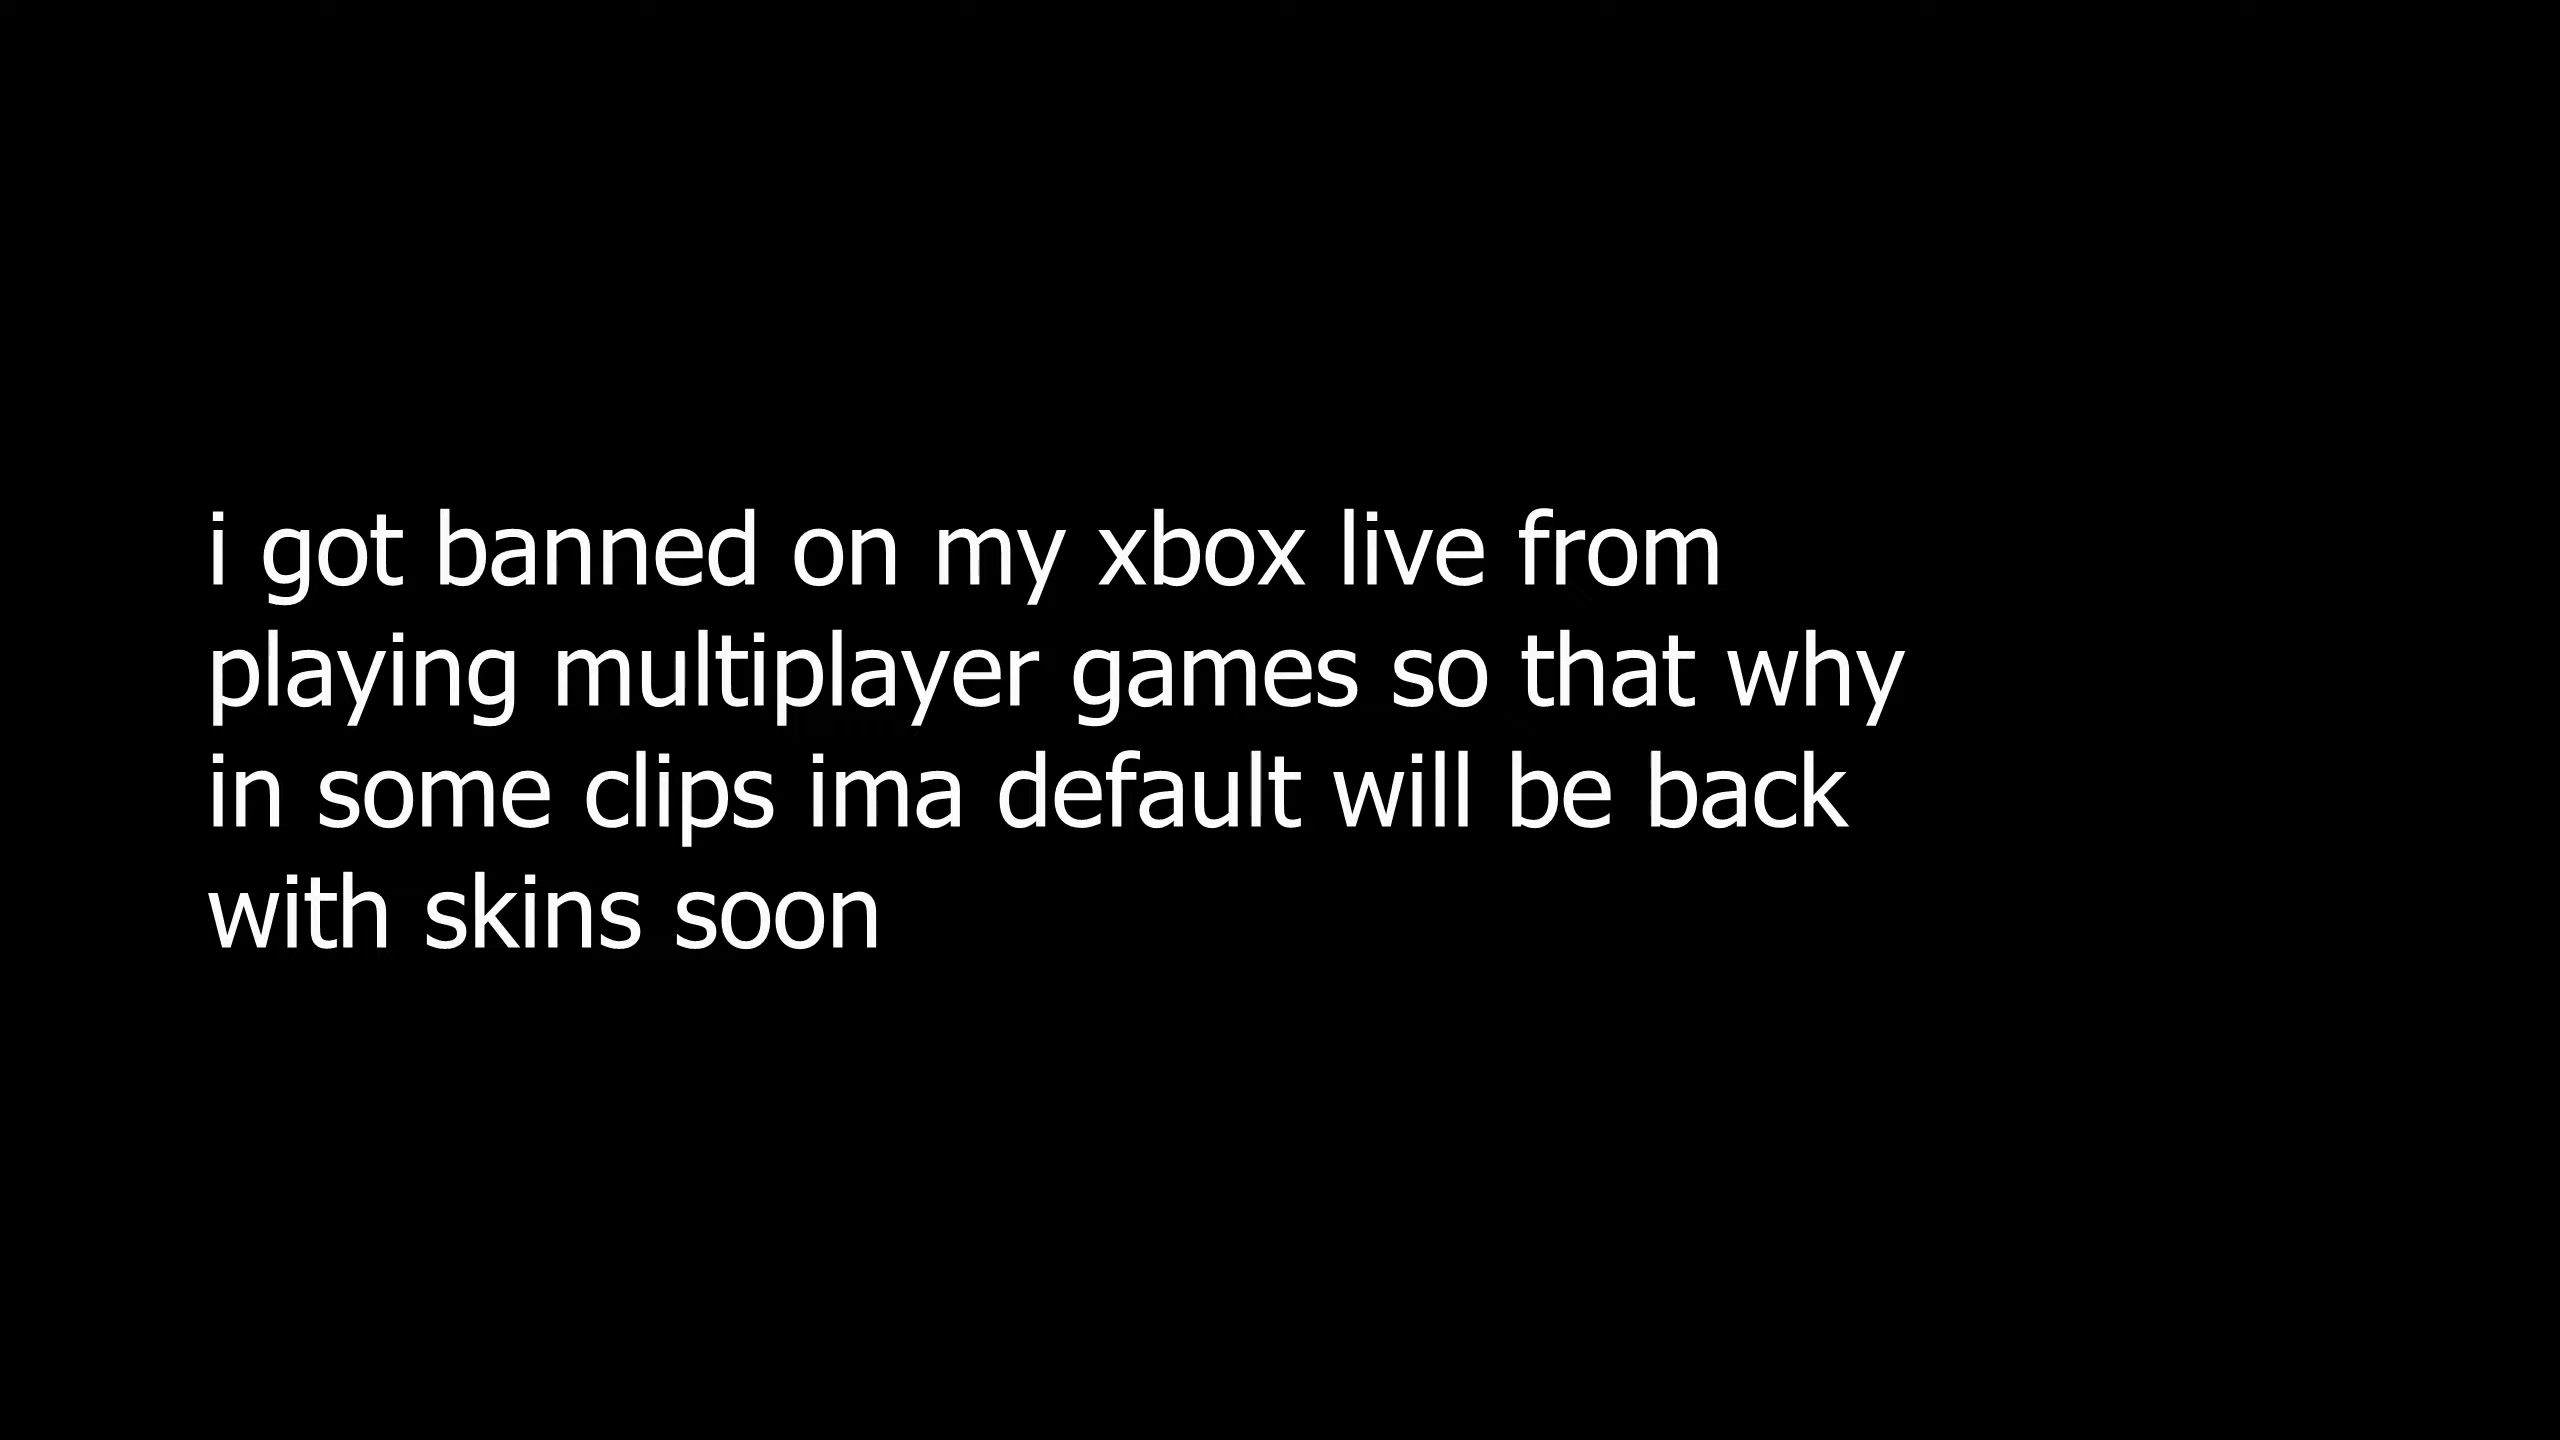 i got banned on my xbox live from
playing multiplayer games so that why
in some clips ima default will be back
with skins soon